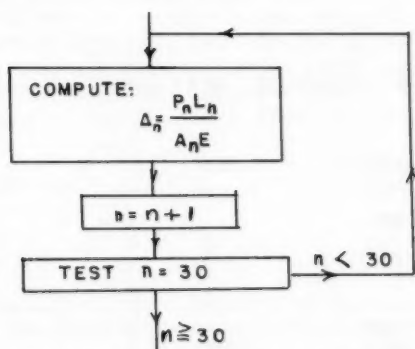 COMPUTE:
Δn = PnLn / AnE
n = n + 1
TEST n = 30
n < 30
n ≧ 30